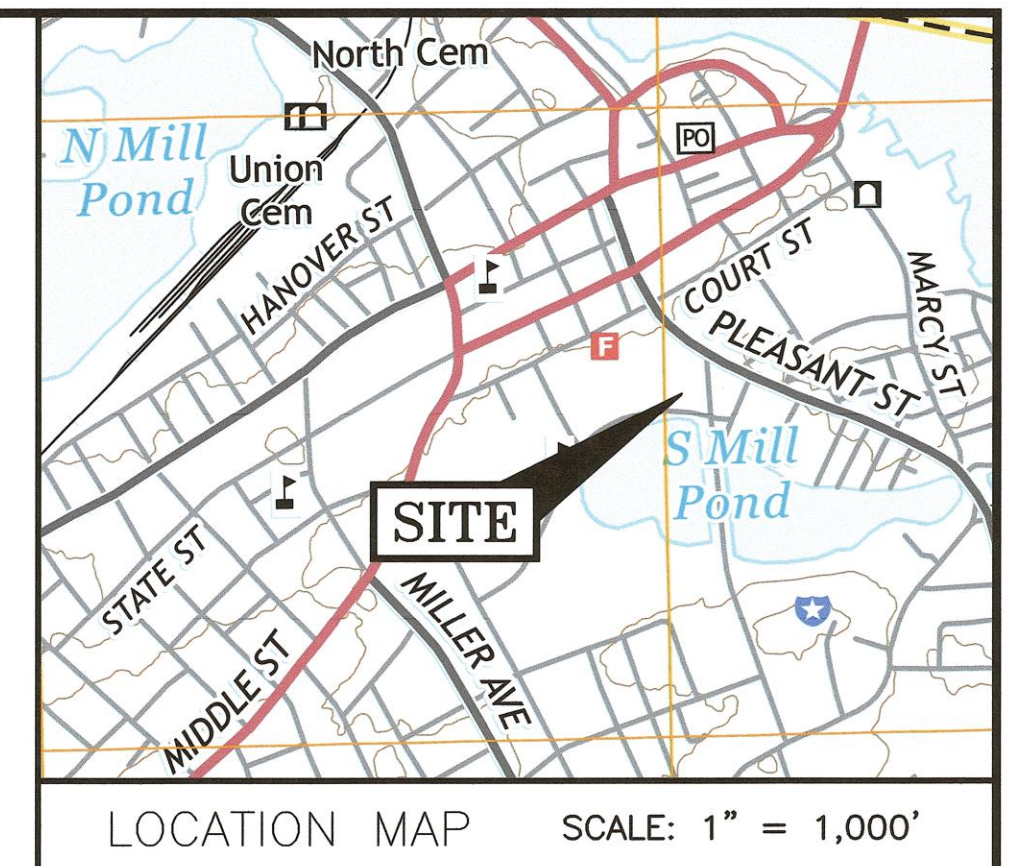 North Cem
N Mill
Pond
Union
Cem
PO
HANOVER ST
COURT ST
MARCY ST
PLEASANT ST
F
S Mill
Pond
SITE
STATE ST
MILLER AVE
MIDDLE ST
LOCATION MAP
SCALE: 1" = 1,000'